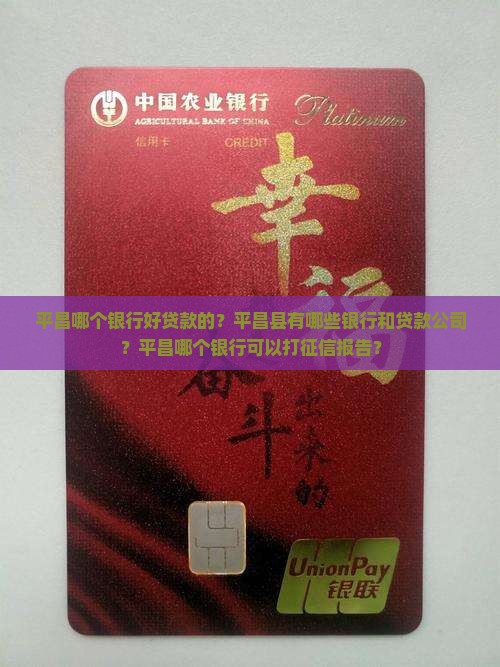 中国农业银行
Platinum
AGRICULTURAL BANK OF CHINA
信用卡
CREDIT
幸
平昌哪个银行好贷款的？平昌县有哪些银行和贷款公司
？平昌哪个银行可以打征信报告？
福
奋
斗
出来的
UnionPay
银联